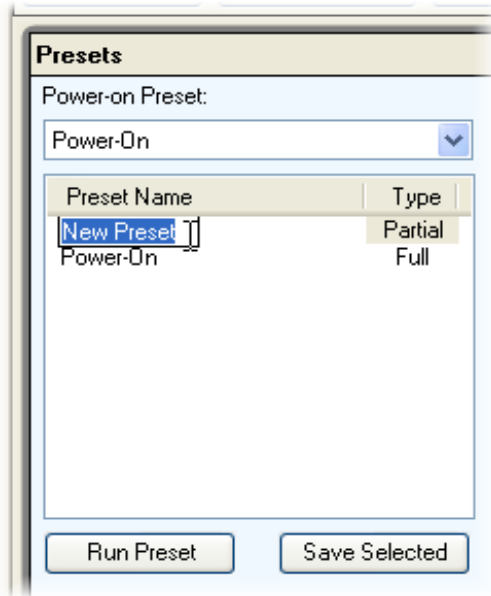 Presets
Power-on Preset:
Power-On
Preset Name Type
New Preset Partial
Power-On Full
Run Preset Save Selected